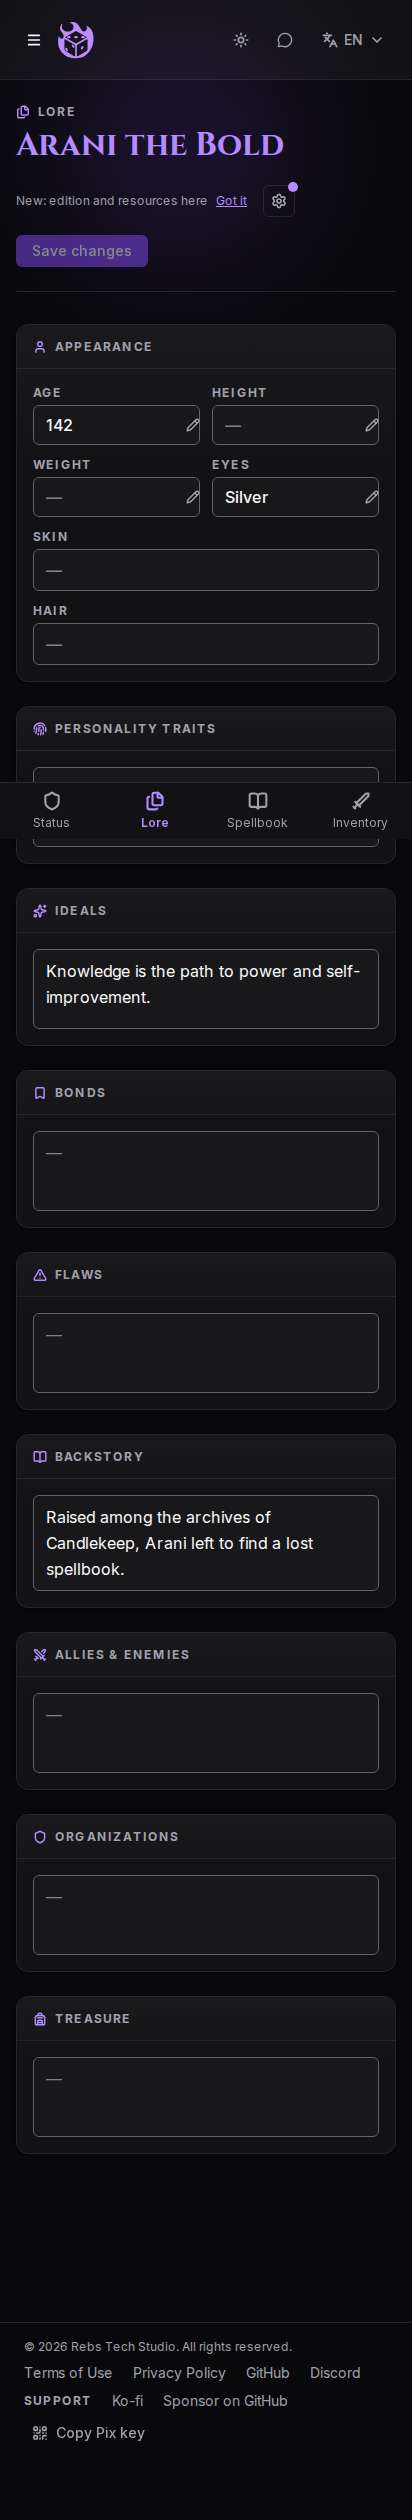 EN
LORE
Arani the Bold
New: edition and resources here Got it
Save changes
APPEARANCE
AGE HEIGHT
142 —
WEIGHT EYES
— Silver
SKIN
—
HAIR
—
PERSONALITY TRAITS
Status Lore Spellbook Inventory
IDEALS
Knowledge is the path to power and self-
improvement.
BONDS
—
FLAWS
—
BACKSTORY
Raised among the archives of
Candlekeep, Arani left to find a lost
spellbook.
ALLIES & ENEMIES
—
ORGANIZATIONS
—
TREASURE
—
© 2026 Rebs Tech Studio. All rights reserved.
Terms of Use Privacy Policy GitHub Discord
SUPPORT Ko-fi Sponsor on GitHub
Copy Pix key